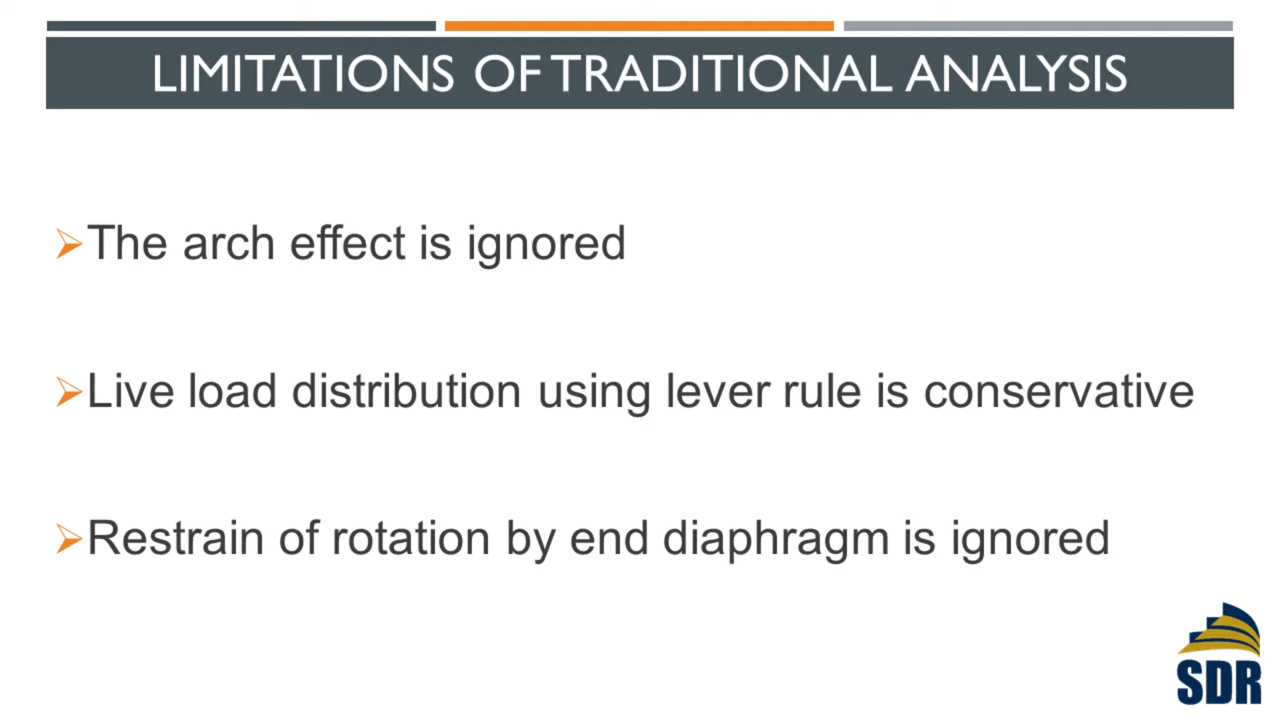 LIMITATIONS OF TRADITIONAL ANALYSIS
The arch effect is ignored
Live load distribution using lever rule is conservative
Restrain of rotation by end diaphragm is ignored
SDR